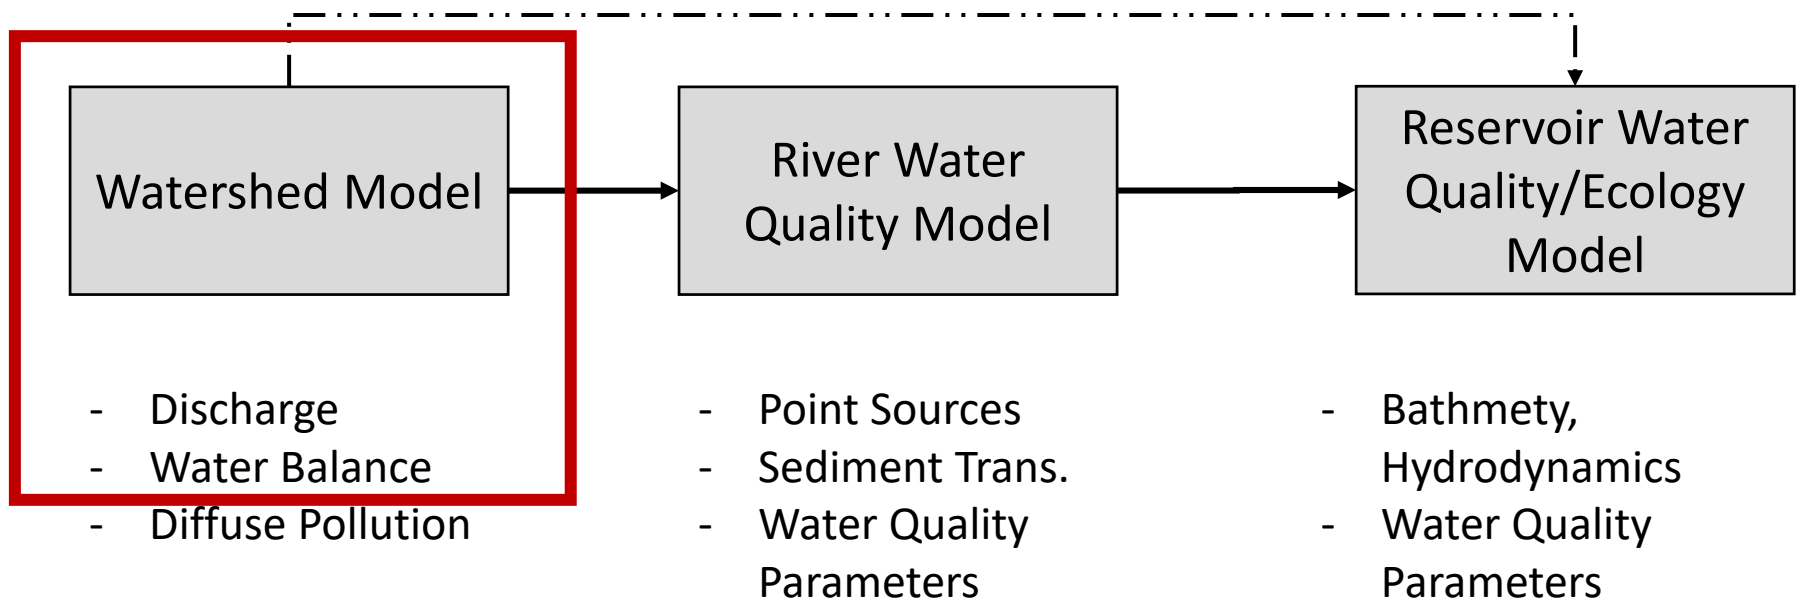 Watershed Model
River Water
Quality Model
Reservoir Water
Quality/Ecology
Model
- Discharge
- Water Balance
- Diffuse Pollution
- Point Sources
- Sediment Trans.
- Water Quality
Parameters
- Bathmety,
Hydrodynamics
- Water Quality
Parameters